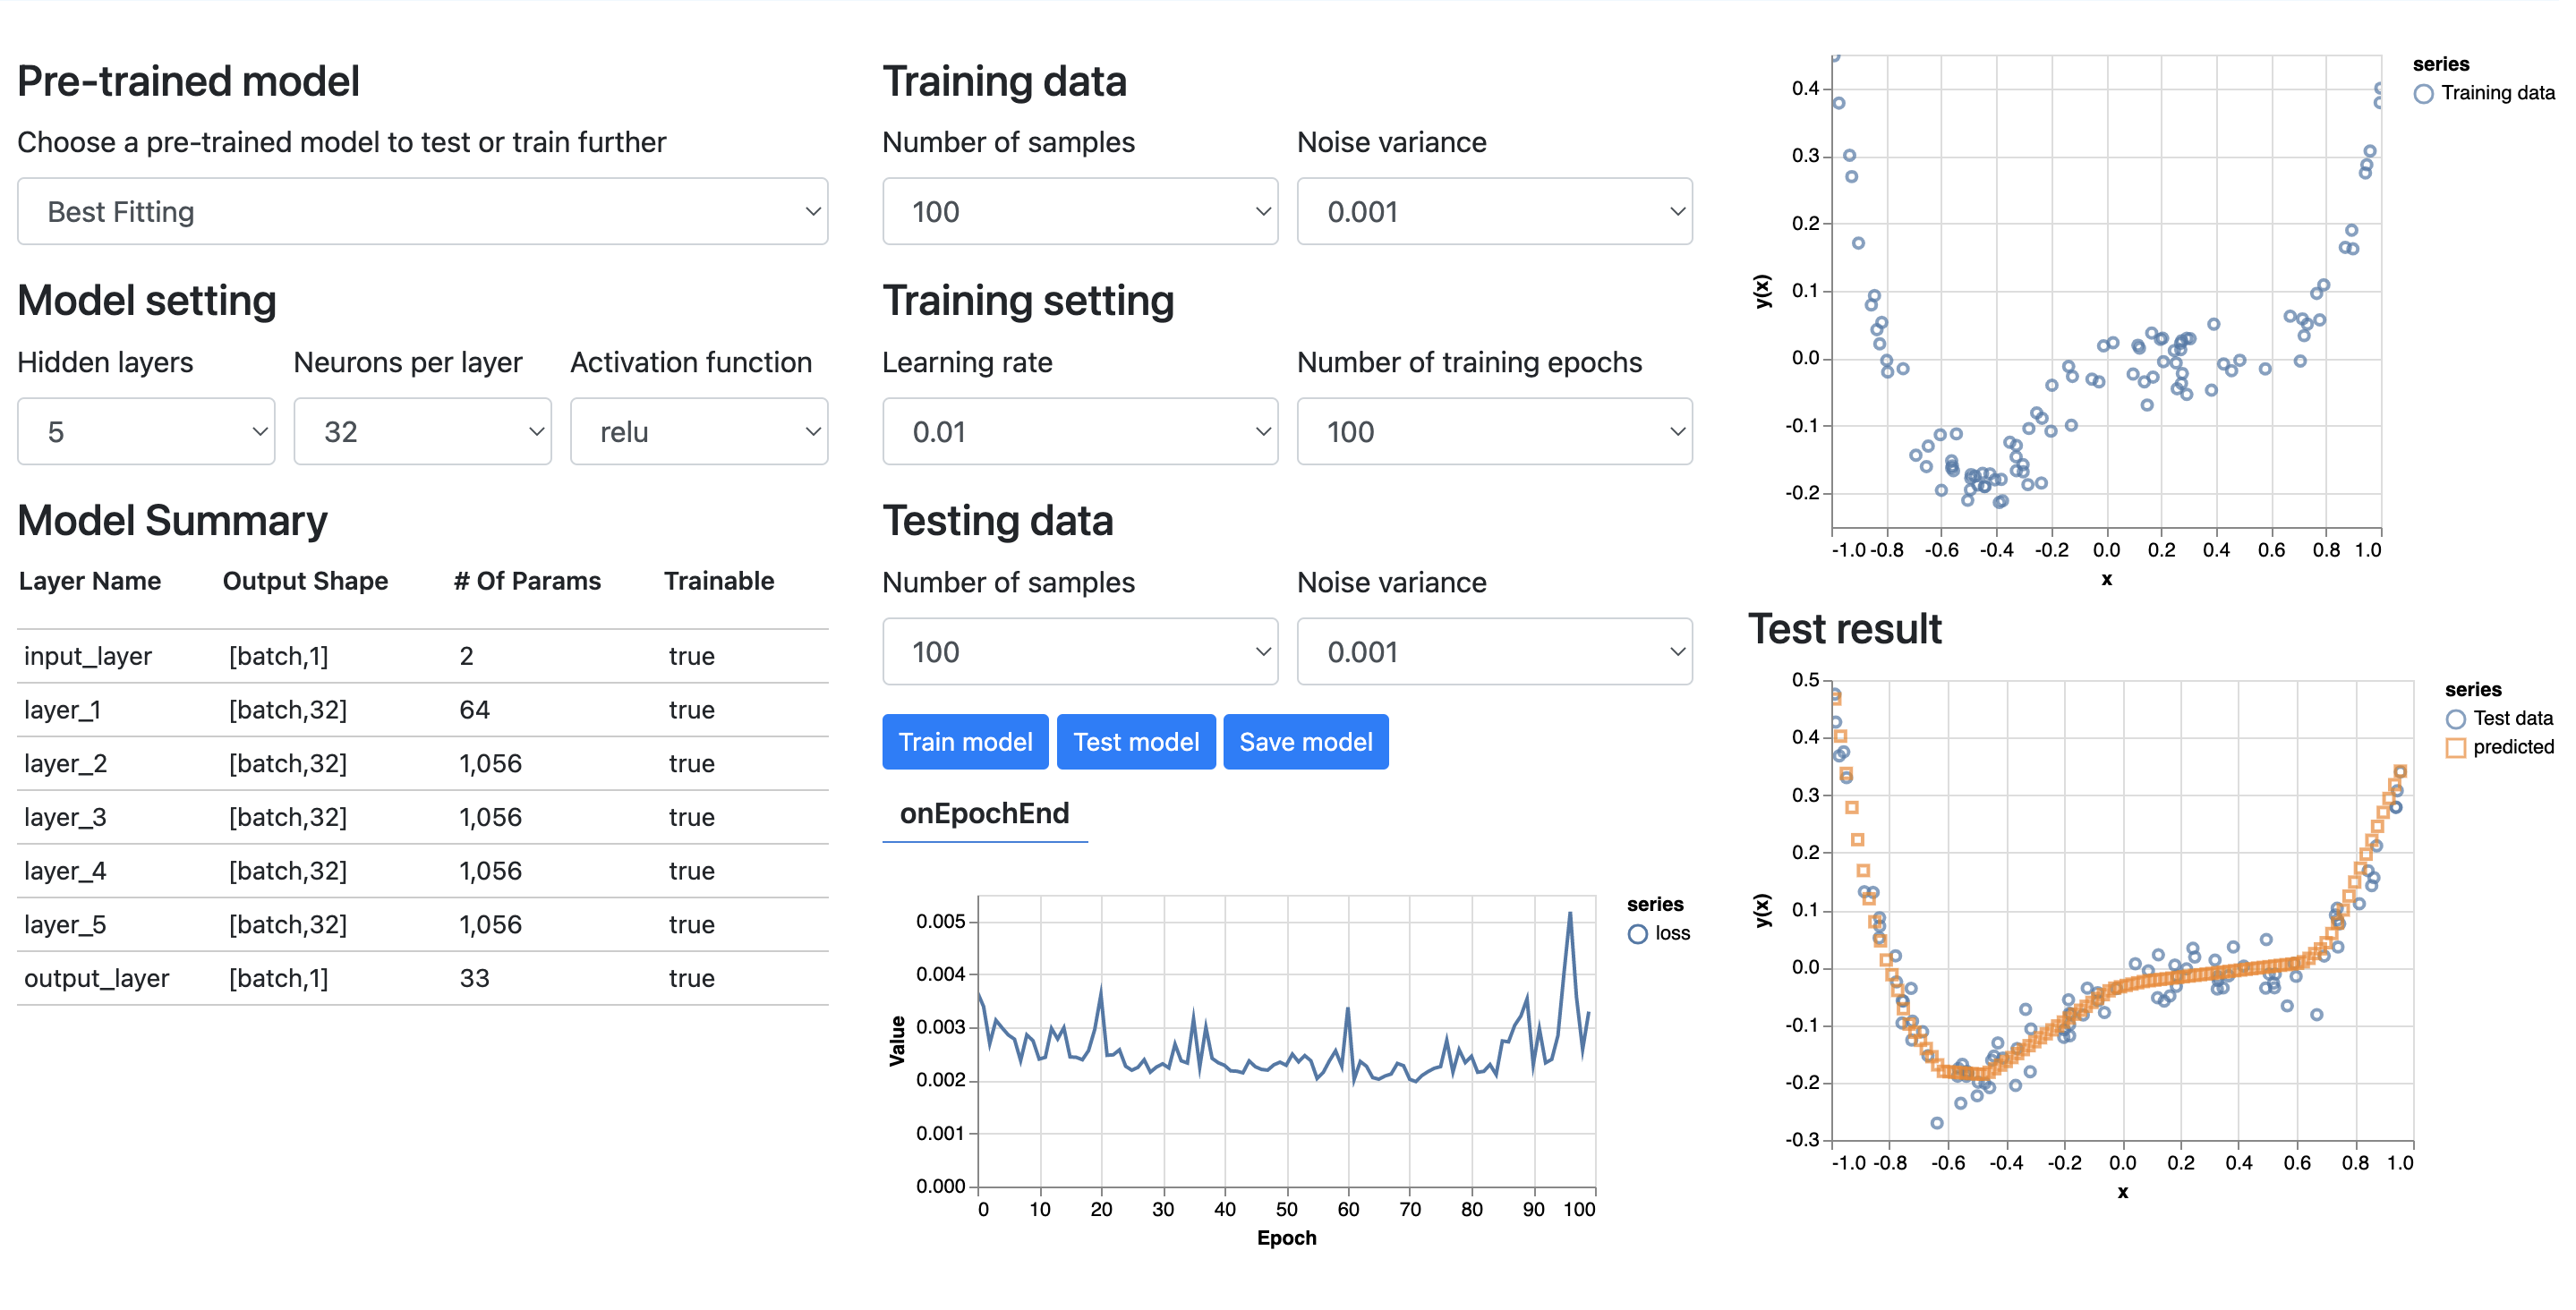 Pre-trained model
Choose a pre-trained model to test or train further
Best Fitting
Model setting
Hidden layers Neurons per layer Activation function
5 32 relu
Model Summary
Layer Name Output Shape # Of Params Trainable
input_layer [batch,1] 2 true
layer_1 [batch,32] 64 true
layer_2 [batch,32] 1,056 true
layer_3 [batch,32] 1,056 true
layer_4 [batch,32] 1,056 true
layer_5 [batch,32] 1,056 true
output_layer [batch,1] 33 true
Training data
Number of samples Noise variance
100 0.001
Training setting
Learning rate Number of training epochs
0.01 100
Testing data
Number of samples Noise variance
100 0.001
Train model Test model Save model
onEpochEnd
0.005
0.004
0.003
0.002
0.001
0.000
Value
0 10 20 30 40 50 60 70 80 90 100
Epoch
series
loss
0.4
0.3
0.2
0.1
0.0
-0.1
-0.2
y(x)
-1.0 -0.8 -0.6 -0.4 -0.2 0.0 0.2 0.4 0.6 0.8 1.0
x
series
Training data
Test result
0.5
0.4
0.3
0.2
0.1
0.0
-0.1
-0.2
-0.3
y(x)
-1.0 -0.8 -0.6 -0.4 -0.2 0.0 0.2 0.4 0.6 0.8 1.0
x
series
Test data
predicted